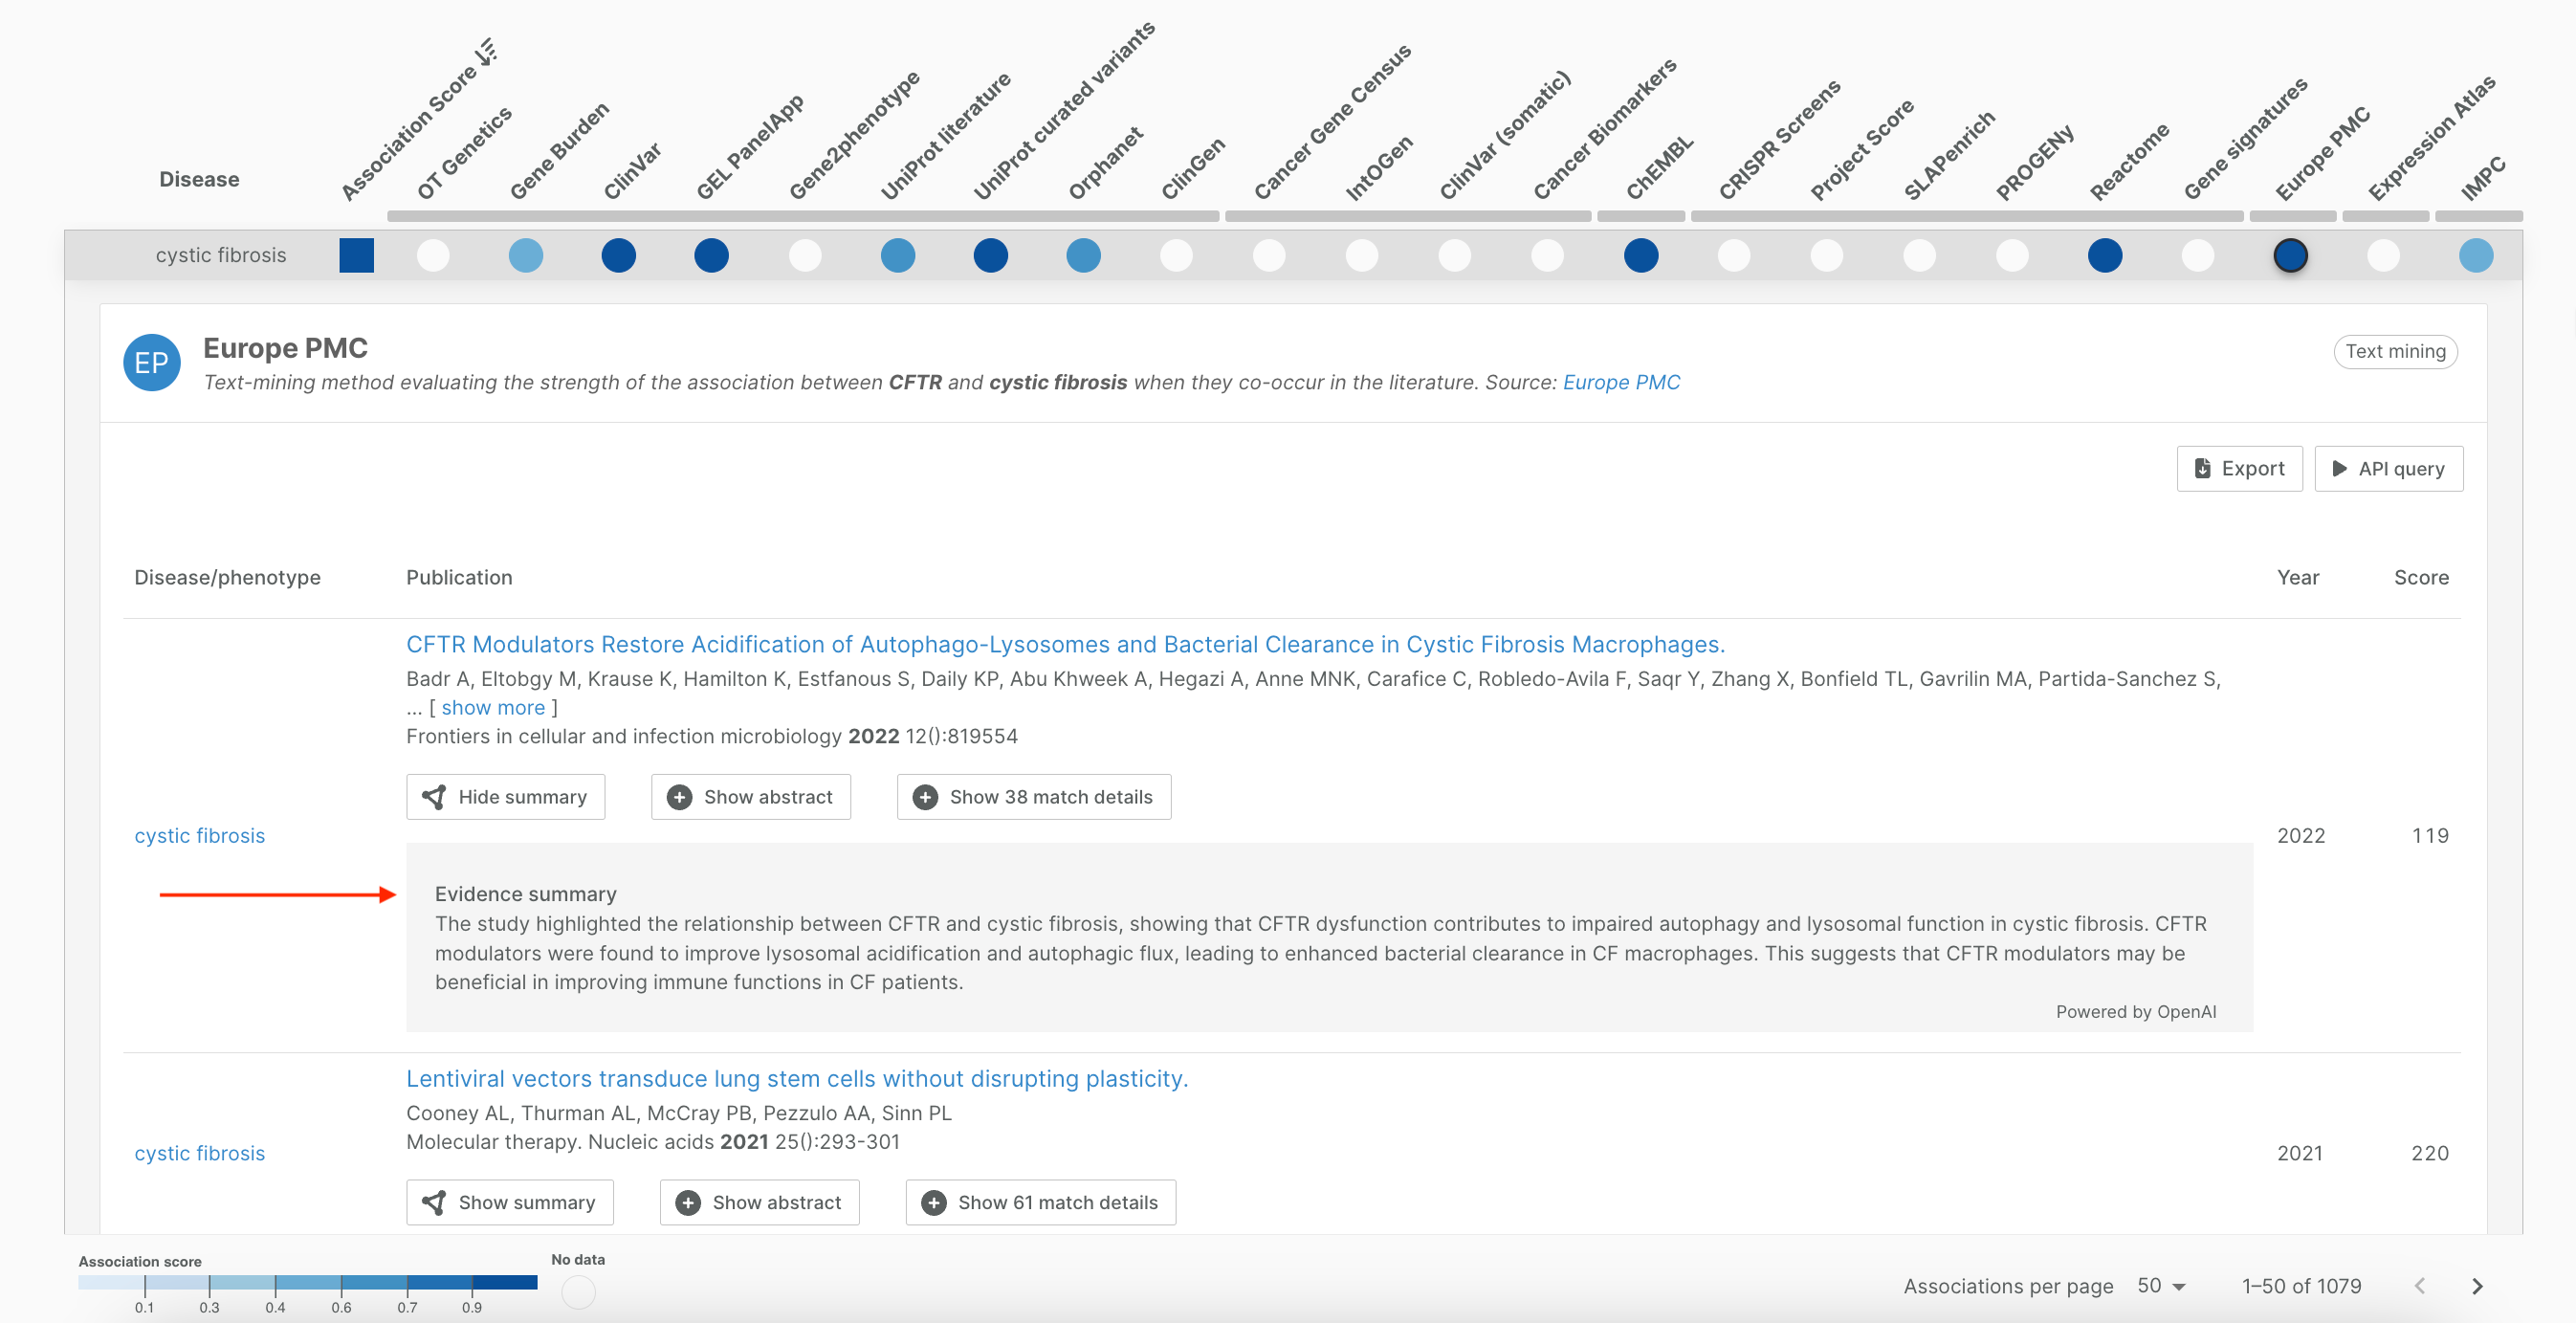 Disease
Association Score
OT Genetics
Gene Burden
ClinVar
GEL PanelApp
Gene2phenotype
UniProt literature
UniProt curated variants
Orphanet
ClinGen
Cancer Gene Census
IntOGen
ClinVar (somatic)
Cancer Biomarkers
ChEMBL
CRISPR Screens
Project Score
SLAPenrich
PROGENy
Reactome
Gene signatures
Europe PMC
Expression Atlas
IMPC
cystic fibrosis
EP
Europe PMC
Text mining
Text-mining method evaluating the strength of the association between CFTR and cystic fibrosis when they co-occur in the literature. Source: Europe PMC
Export
API query
Disease/phenotype
Publication
Year
Score
CFTR Modulators Restore Acidification of Autophago-Lysosomes and Bacterial Clearance in Cystic Fibrosis Macrophages.
Badr A, Eltobgy M, Krause K, Hamilton K, Estfanous S, Daily KP, Abu Khweek A, Hegazi A, Anne MNK, Carafice C, Robledo-Avila F, Saqr Y, Zhang X, Bonfield TL, Gavrilin MA, Partida-Sanchez S,
... [ show more ]
Frontiers in cellular and infection microbiology 2022 12():819554
Hide summary
Show abstract
Show 38 match details
cystic fibrosis
2022
119
Evidence summary
The study highlighted the relationship between CFTR and cystic fibrosis, showing that CFTR dysfunction contributes to impaired autophagy and lysosomal function in cystic fibrosis. CFTR
modulators were found to improve lysosomal acidification and autophagic flux, leading to enhanced bacterial clearance in CF macrophages. This suggests that CFTR modulators may be
beneficial in improving immune functions in CF patients.
Powered by OpenAI
Lentiviral vectors transduce lung stem cells without disrupting plasticity.
Cooney AL, Thurman AL, McCray PB, Pezzulo AA, Sinn PL
Molecular therapy. Nucleic acids 2021 25():293-301
cystic fibrosis
2021
220
Show summary
Show abstract
Show 61 match details
Association score
No data
0.1
0.3
0.4
0.6
0.7
0.9
Associations per page
50
1–50 of 1079